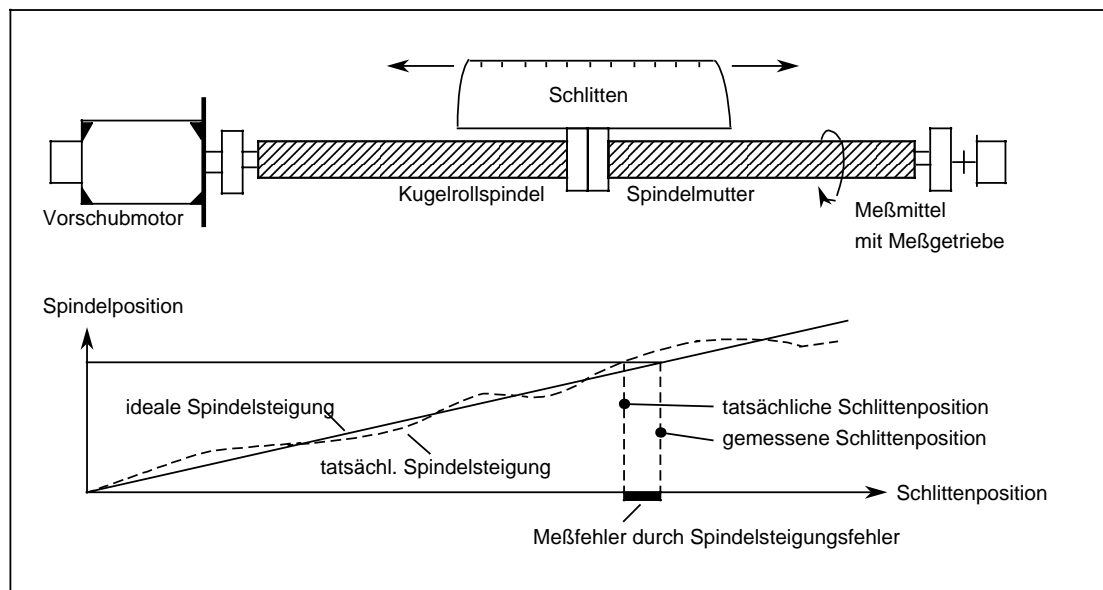 Schlitten
Kugelrollspindel
Spindelmutter
Vorschubmotor
Meßmittel
mit Meßgetriebe
Spindelposition
ideale Spindelsteigung
tatsächliche Schlittenposition
gemessene Schlittenposition
tatsächl. Spindelsteigung
Schlittenposition
Meßfehler durch Spindelsteigungsfehler